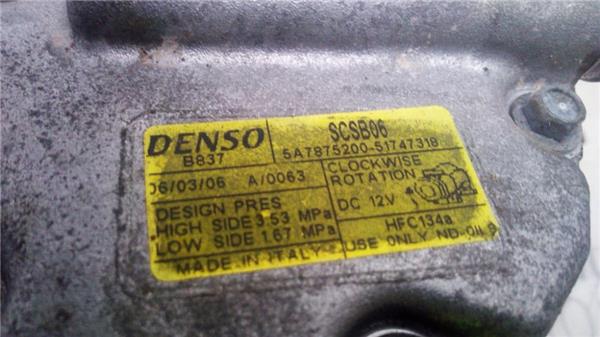 DENSO
B837
SCSB06
5A7875200-51747318
06/03/06 A/0063
CLOCKWISE
ROTATION
DC 12V
DESIGN PRES
HIGH SIDE 3.53 MPa
LOW SIDE 1.67 MPa
HFC134a
MADE IN ITALY
USE ONLY ND-OIL 8